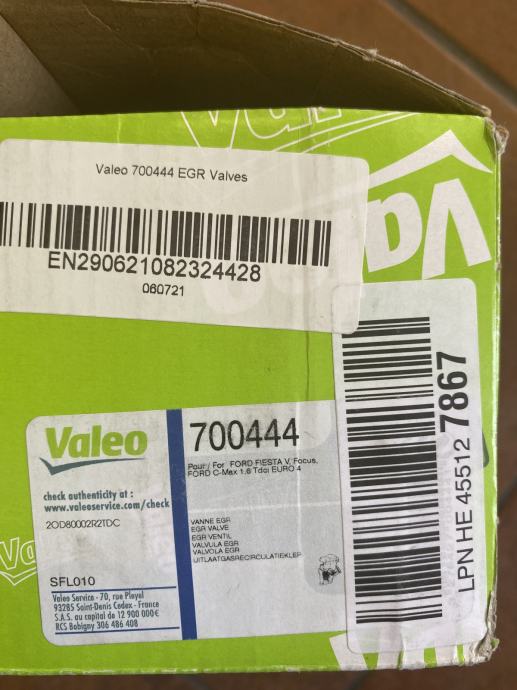 Valeo
Valeo 700444 EGR Valves
EN290621082324428
060721
LPN HE 45512 7867
Valeo
check authenticity at :
www.valeoservice.com/check
2OD80002R2TDC
SFL010
Valeo Service - 70, rue Pleyel
93285 Saint-Denis Cedex - France
S.A.S. au capital de 12 900 000€
RCS Bobigny 306 486 408
700444
Pour / For FORD FIESTA V, Focus,
FORD C-Max 1,6 Tdci EURO 4
VANNE EGR
EGR VALVE
EGR VENTIL
VALVULA EGR
VALVOLA EGR
UITLAATGASRECIRCULATIEKLEP